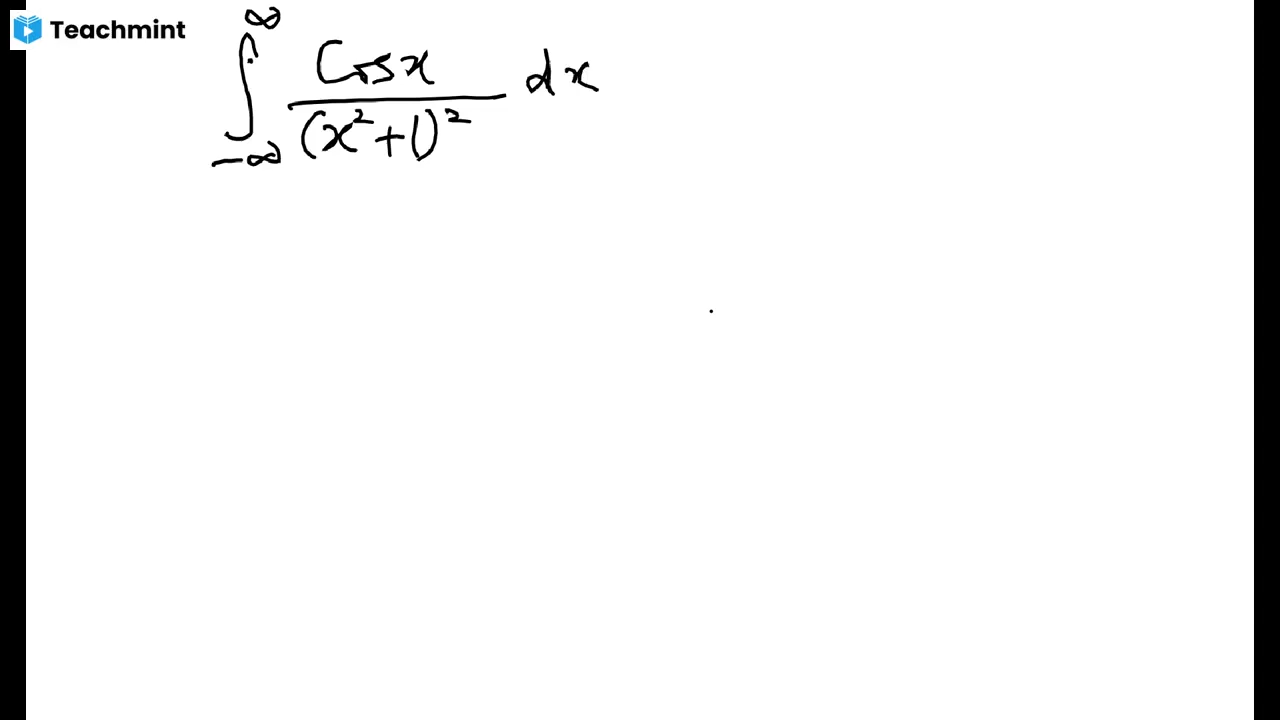 Teachmint
∫_{-∞}^{∞} Cosx / (x²+1)² dx